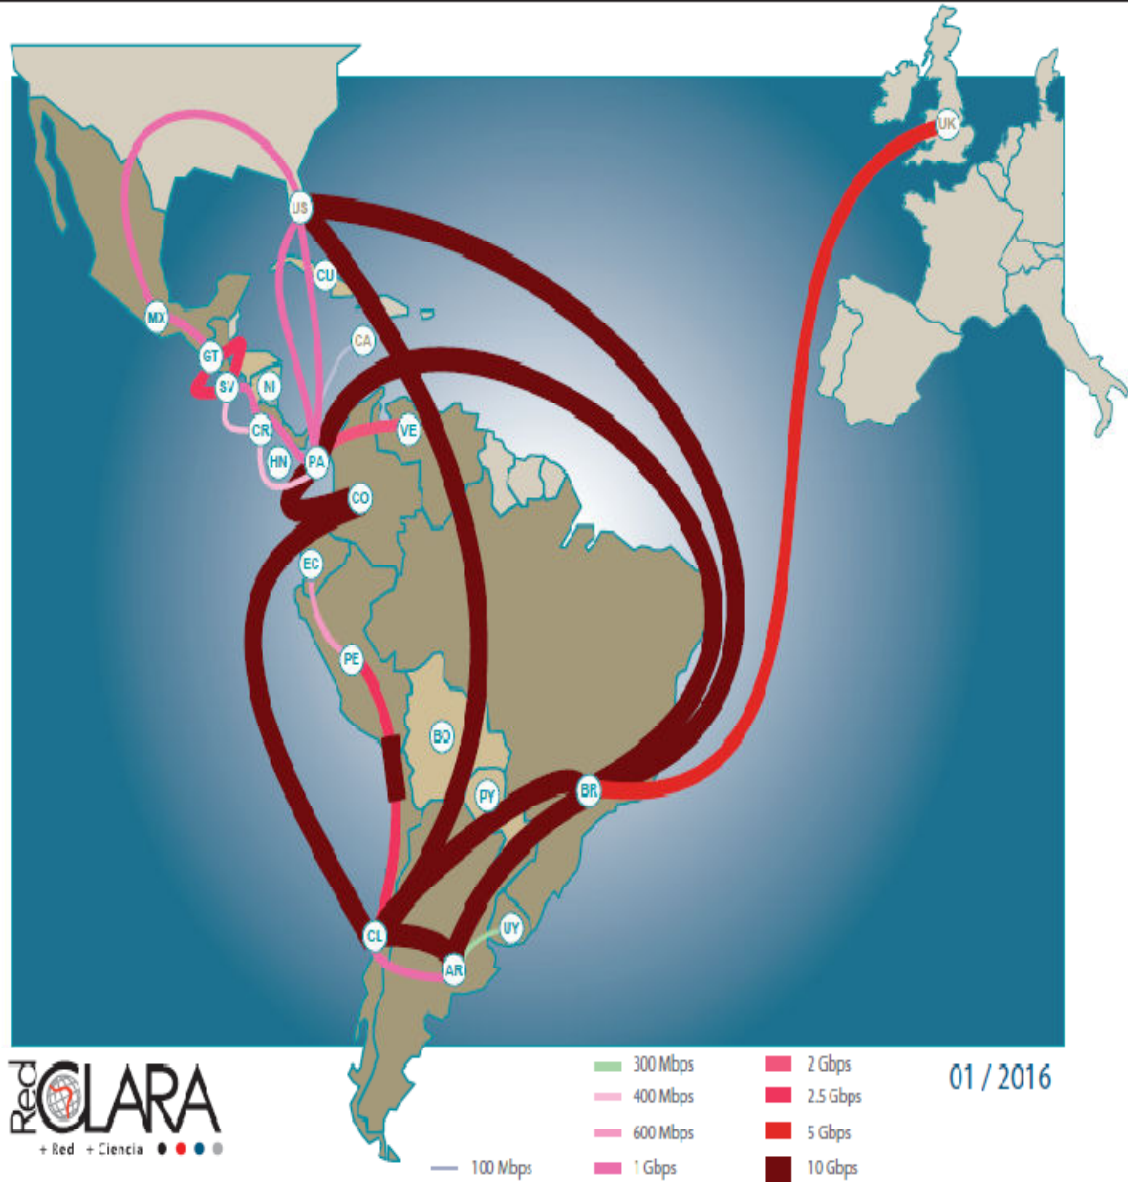 UK
US
CU
MX
CA
GT
SV
NI
CR
VE
HN
PA
CO
EC
PE
BO
PY
BR
CL
UY
AR
Red
CLARA
+ Red + Ciencia
100 Mbps
300 Mbps
400 Mbps
600 Mbps
1 Gbps
2 Gbps
2.5 Gbps
5 Gbps
10 Gbps
01 / 2016